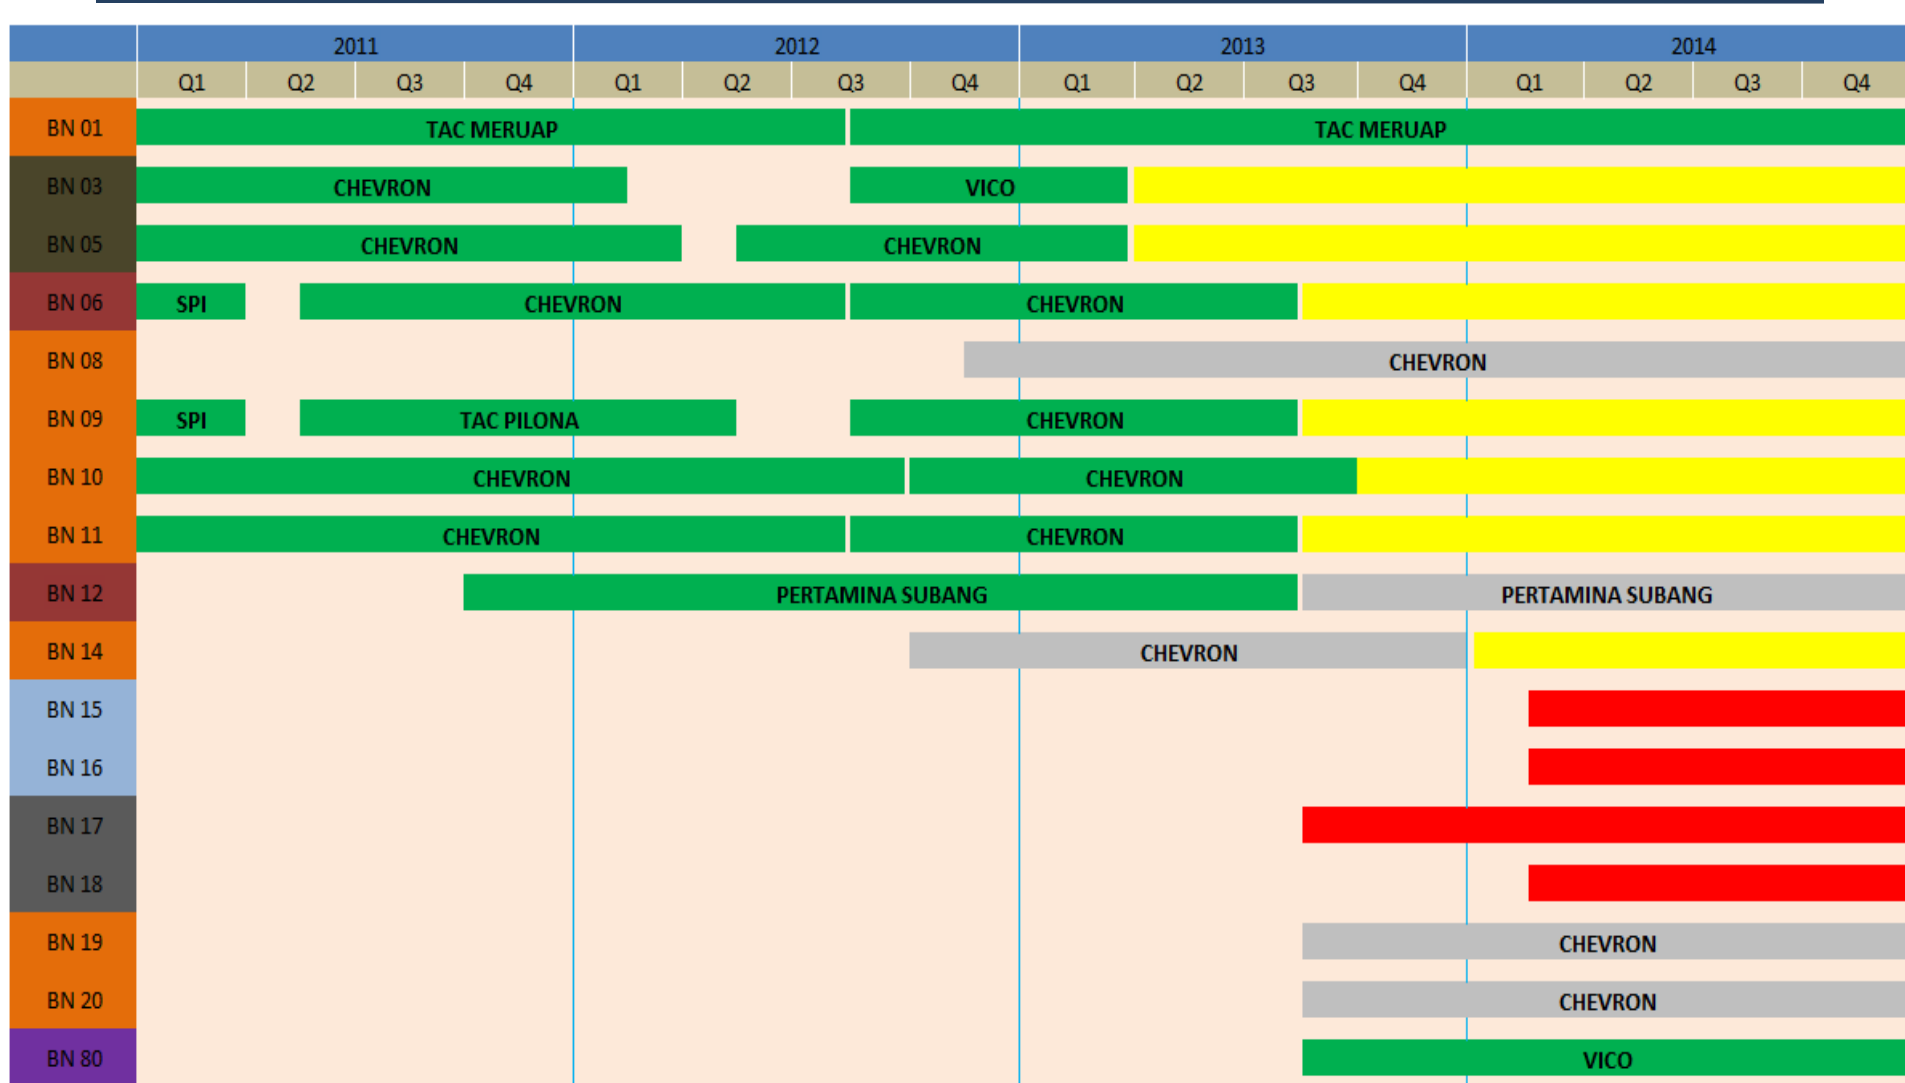 2011 2012 2013 2014
Q1 Q2 Q3 Q4 Q1 Q2 Q3 Q4 Q1 Q2 Q3 Q4 Q1 Q2 Q3 Q4
BN 01 TAC MERUAP TAC MERUAP
BN 03 CHEVRON VICO
BN 05 CHEVRON CHEVRON
BN 06 SPI CHEVRON CHEVRON
BN 08 CHEVRON
BN 09 SPI TAC PILONA CHEVRON
BN 10 CHEVRON CHEVRON
BN 11 CHEVRON CHEVRON
BN 12 PERTAMINA SUBANG PERTAMINA SUBANG
BN 14 CHEVRON
BN 15
BN 16
BN 17
BN 18
BN 19 CHEVRON
BN 20 CHEVRON
BN 80 VICO